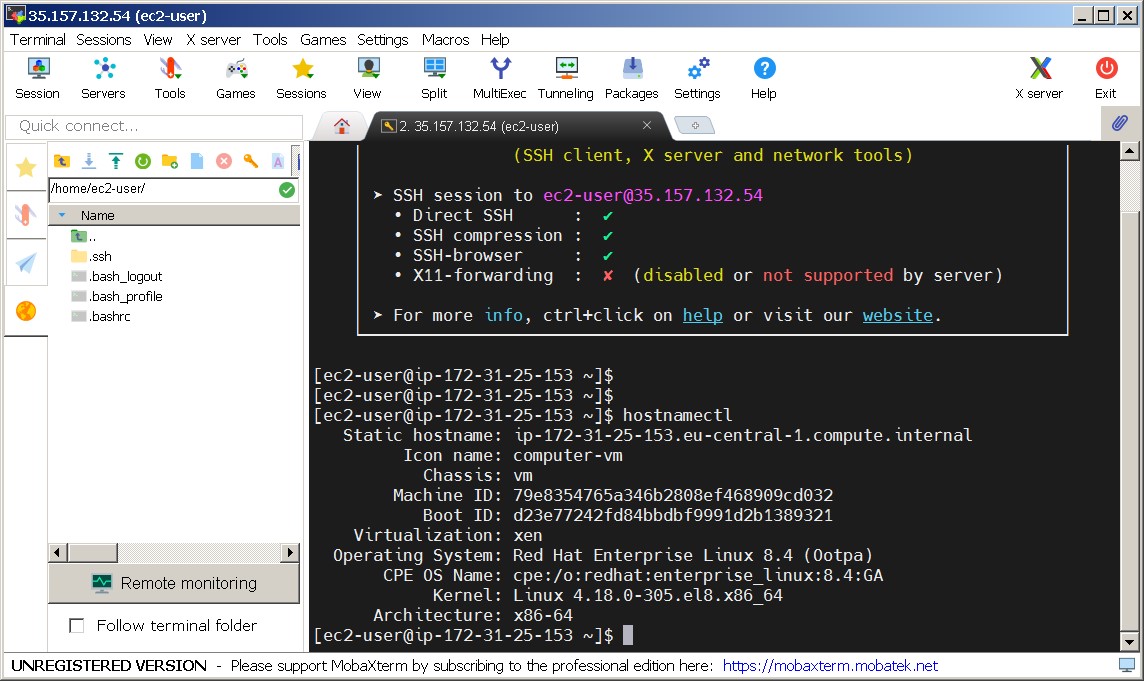 35.157.132.54 (ec2-user)
Terminal Sessions View X server Tools Games Settings Macros Help
Session Servers Tools Games Sessions View Split MultiExec Tunneling Packages Settings Help X server Exit
Quick connect...
2. 35.157.132.54 (ec2-user)
/home/ec2-user/
Name
..
.ssh
.bash_logout
.bash_profile
.bashrc
Remote monitoring
Follow terminal folder
(SSH client, X server and network tools)
➤ SSH session to ec2-user@35.157.132.54
• Direct SSH : ✔
• SSH compression : ✔
• SSH-browser : ✔
• X11-forwarding : ✘ (disabled or not supported by server)
➤ For more info, ctrl+click on help or visit our website.
[ec2-user@ip-172-31-25-153 ~]$
[ec2-user@ip-172-31-25-153 ~]$
[ec2-user@ip-172-31-25-153 ~]$ hostnamectl
Static hostname: ip-172-31-25-153.eu-central-1.compute.internal
Icon name: computer-vm
Chassis: vm
Machine ID: 79e8354765a346b2808ef468909cd032
Boot ID: d23e77242fd84bbdbf9991d2b1389321
Virtualization: xen
Operating System: Red Hat Enterprise Linux 8.4 (Ootpa)
CPE OS Name: cpe:/o:redhat:enterprise_linux:8.4:GA
Kernel: Linux 4.18.0-305.el8.x86_64
Architecture: x86-64
[ec2-user@ip-172-31-25-153 ~]$
UNREGISTERED VERSION - Please support MobaXterm by subscribing to the professional edition here: https://mobaxterm.mobatek.net